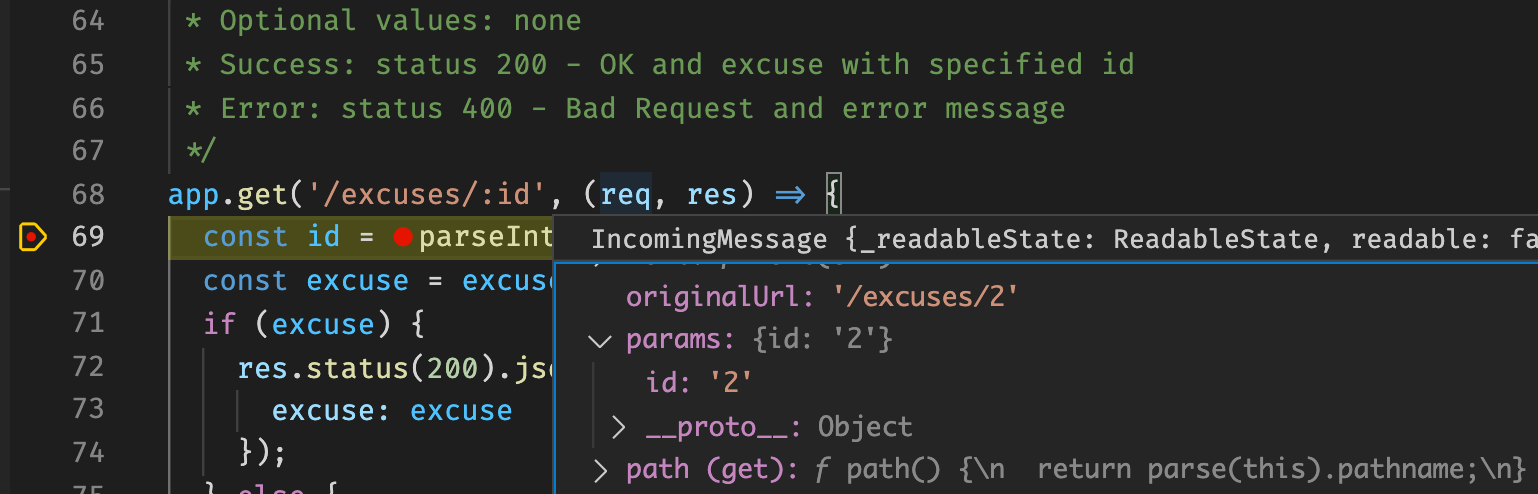 64 * Optional values: none
65 * Success: status 200 - OK and excuse with specified id
66 * Error: status 400 - Bad Request and error message
67 */
68 app.get('/excuses/:id', (req, res) => {
69 const id = parseInt
IncomingMessage {_readableState: ReadableState, readable: fa
70 const excuse = excus
originalUrl: '/excuses/2'
71 if (excuse) {
params: {id: '2'}
72 res.status(200).js
id: '2'
73 excuse: excuse
__proto__: Object
74 });
path (get): ƒ path() {\n  return parse(this).pathname;\n}
75 } else {